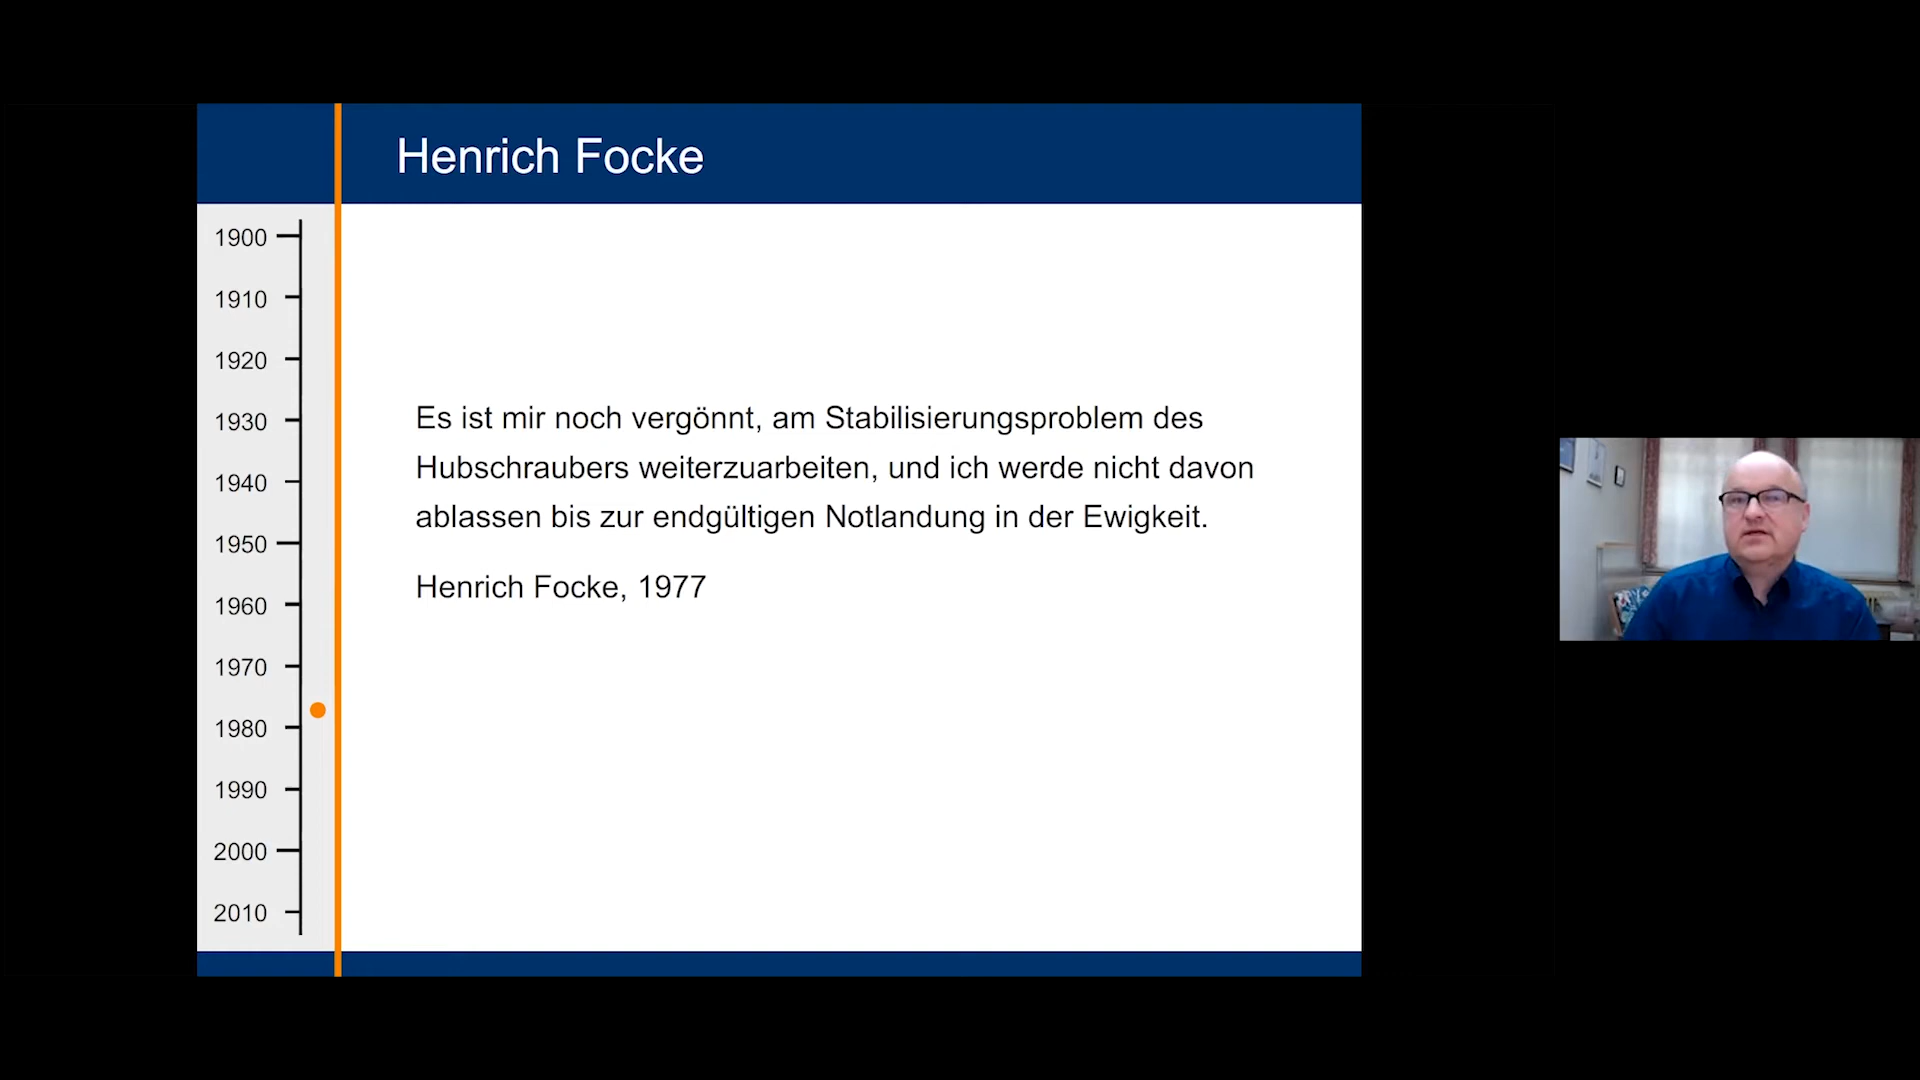 Henrich Focke
1900
1910
1920
1930
1940
1950
1960
1970
1980
1990
2000
2010
Es ist mir noch vergönnt, am Stabilisierungsproblem des
Hubschraubers weiterzuarbeiten, und ich werde nicht davon
ablassen bis zur endgültigen Notlandung in der Ewigkeit.
Henrich Focke, 1977